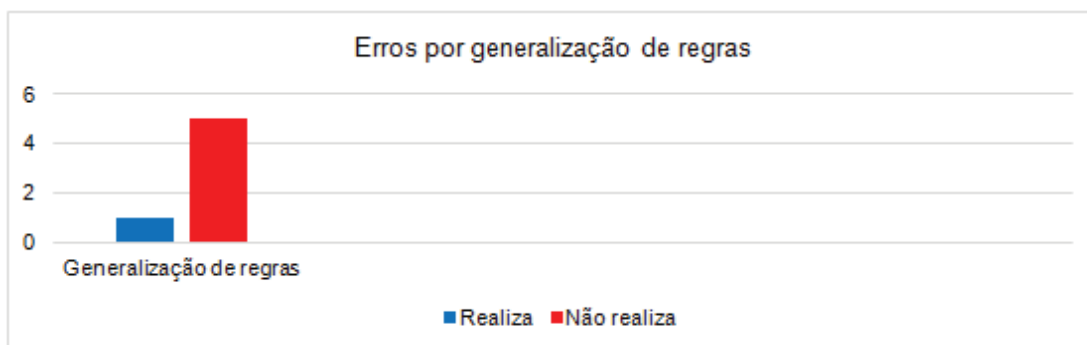 Erros por generalização de regras
6
4
2
0
Generalização de regras
Realiza Não realiza